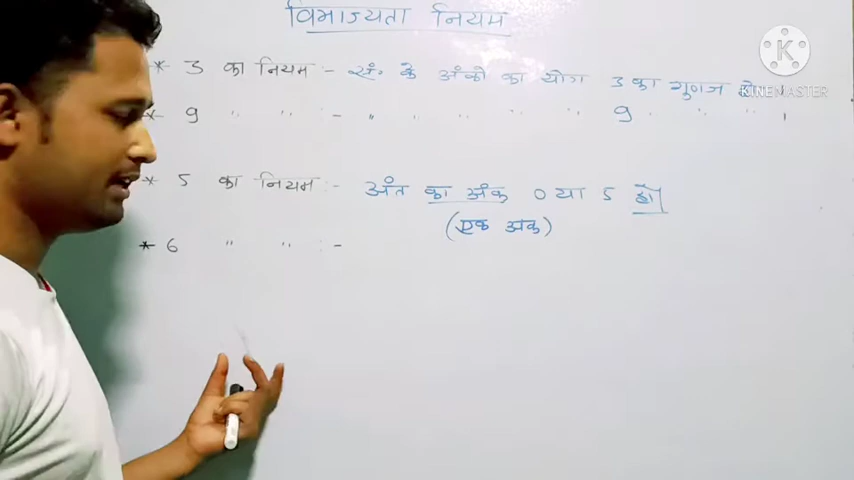 विभाज्यता नियम
* 3 का नियम :- सं॰ के अंको का योग 3 का गुणज हो।
* 9 " " :- " " " " " 9 " " "।
* 5 का नियम :- अंत का अंक 0 या 5 हो।
(एक अंक)
* 6 " " :-
K
KINEMASTER